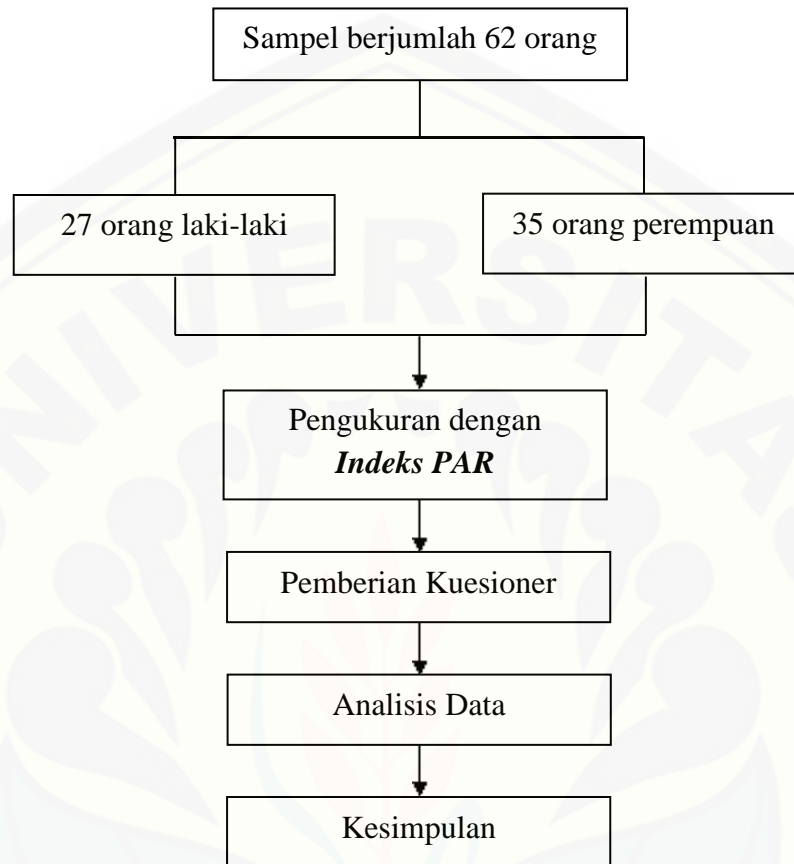 Sampel berjumlah 62 orang
27 orang laki-laki
35 orang perempuan
Pengukuran dengan
Indeks PAR
Pemberian Kuesioner
Analisis Data
Kesimpulan
UNIVERSITAS